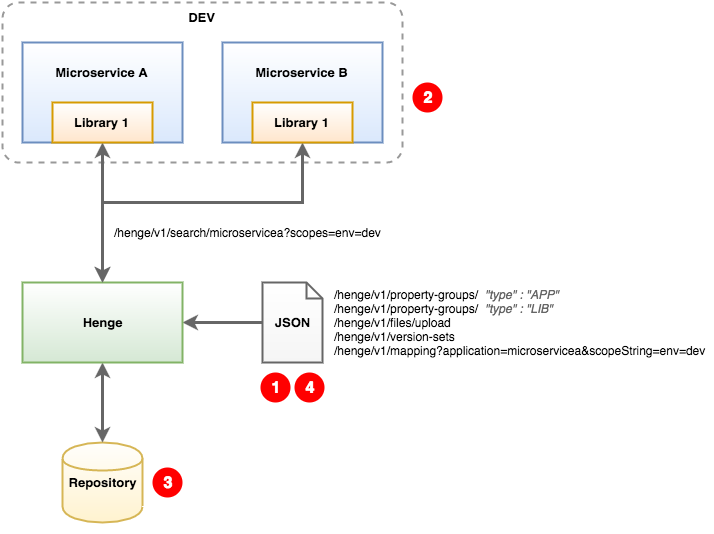 DEV
Microservice A
Microservice B
Library 1
Library 1
2
/henge/v1/search/microservicea?scopes=env=dev
Henge
JSON
/henge/v1/property-groups/ "type" : "APP"
/henge/v1/property-groups/ "type" : "LIB"
/henge/v1/files/upload
/henge/v1/version-sets
/henge/v1/mapping?application=microservicea&scopeString=env=dev
1
4
Repository
3